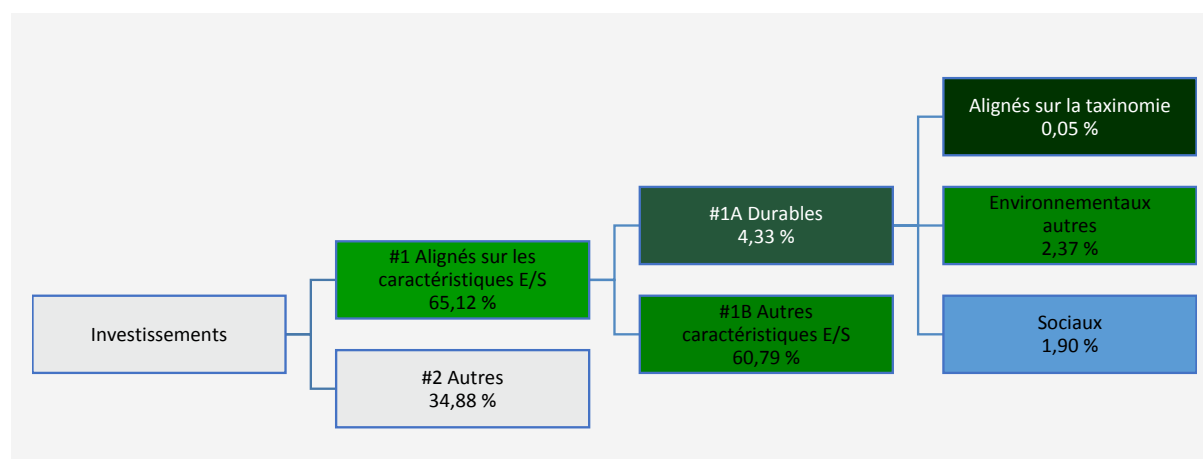 Investissements
#1 Alignés sur les
caractéristiques E/S
65,12 %
#2 Autres
34,88 %
#1A Durables
4,33 %
#1B Autres
caractéristiques E/S
60,79 %
Alignés sur la taxinomie
0,05 %
Environnementaux
autres
2,37 %
Sociaux
1,90 %